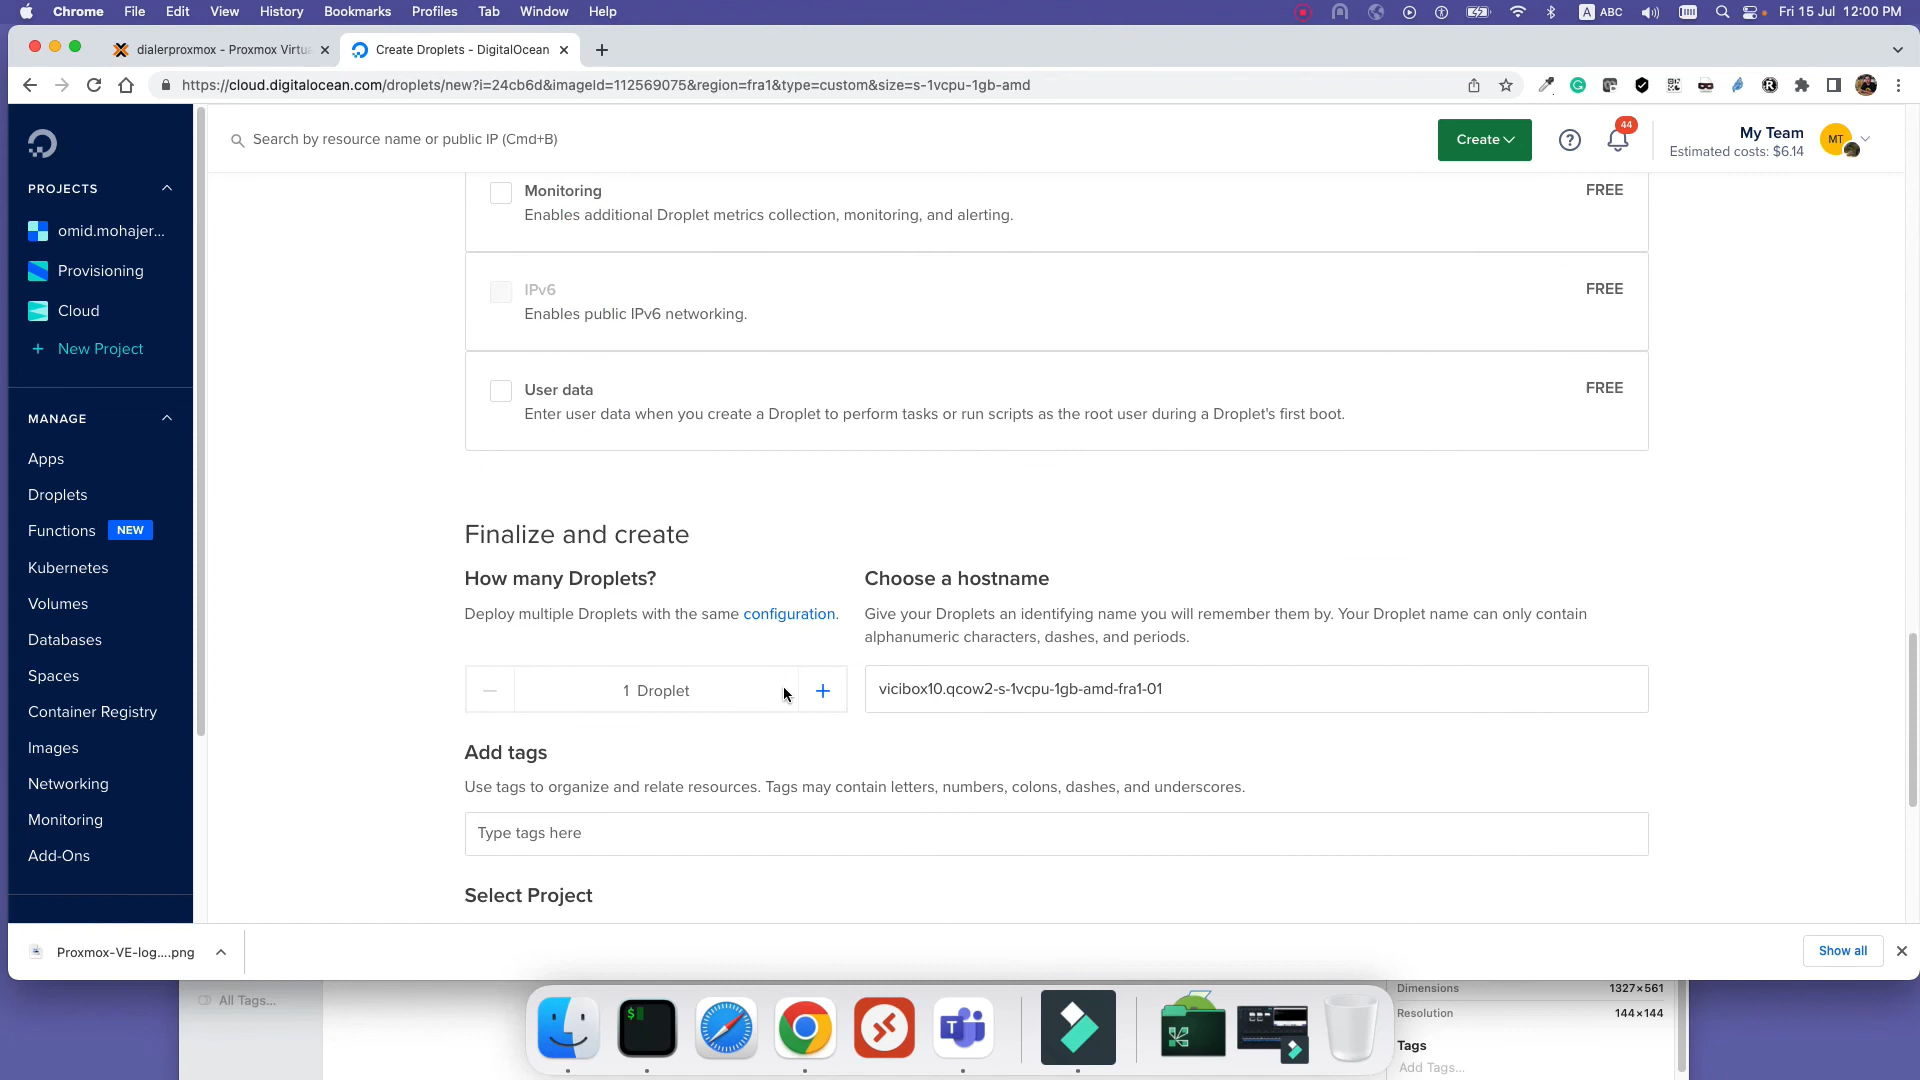 Chrome File Edit View History Bookmarks Profiles Tab Window Help
ABC
Fri 15 Jul 12:00 PM
dialerproxmox - Proxmox Virtu
Create Droplets - DigitalOcean
https://cloud.digitalocean.com/droplets/new?i=24cb6d&imageId=112569075&region=fra1&type=custom&size=s-1vcpu-1gb-amd
Search by resource name or public IP (Cmd+B)
Create
44
My Team
Estimated costs: $6.14
MT
PROJECTS
omid.mohajer...
Provisioning
Cloud
+ New Project
MANAGE
Apps
Droplets
Functions NEW
Kubernetes
Volumes
Databases
Spaces
Container Registry
Images
Networking
Monitoring
Add-Ons
Monitoring
FREE
Enables additional Droplet metrics collection, monitoring, and alerting.
IPv6
FREE
Enables public IPv6 networking.
User data
FREE
Enter user data when you create a Droplet to perform tasks or run scripts as the root user during a Droplet's first boot.
Finalize and create
How many Droplets?
Deploy multiple Droplets with the same configuration.
1 Droplet
Choose a hostname
Give your Droplets an identifying name you will remember them by. Your Droplet name can only contain
alphanumeric characters, dashes, and periods.
vicibox10.qcow2-s-1vcpu-1gb-amd-fra1-01
Add tags
Use tags to organize and relate resources. Tags may contain letters, numbers, colons, dashes, and underscores.
Type tags here
Select Project
Proxmox-VE-log....png
Show all
All Tags...
Dimensions 1327×561
Resolution 144×144
Tags
Add Tags...